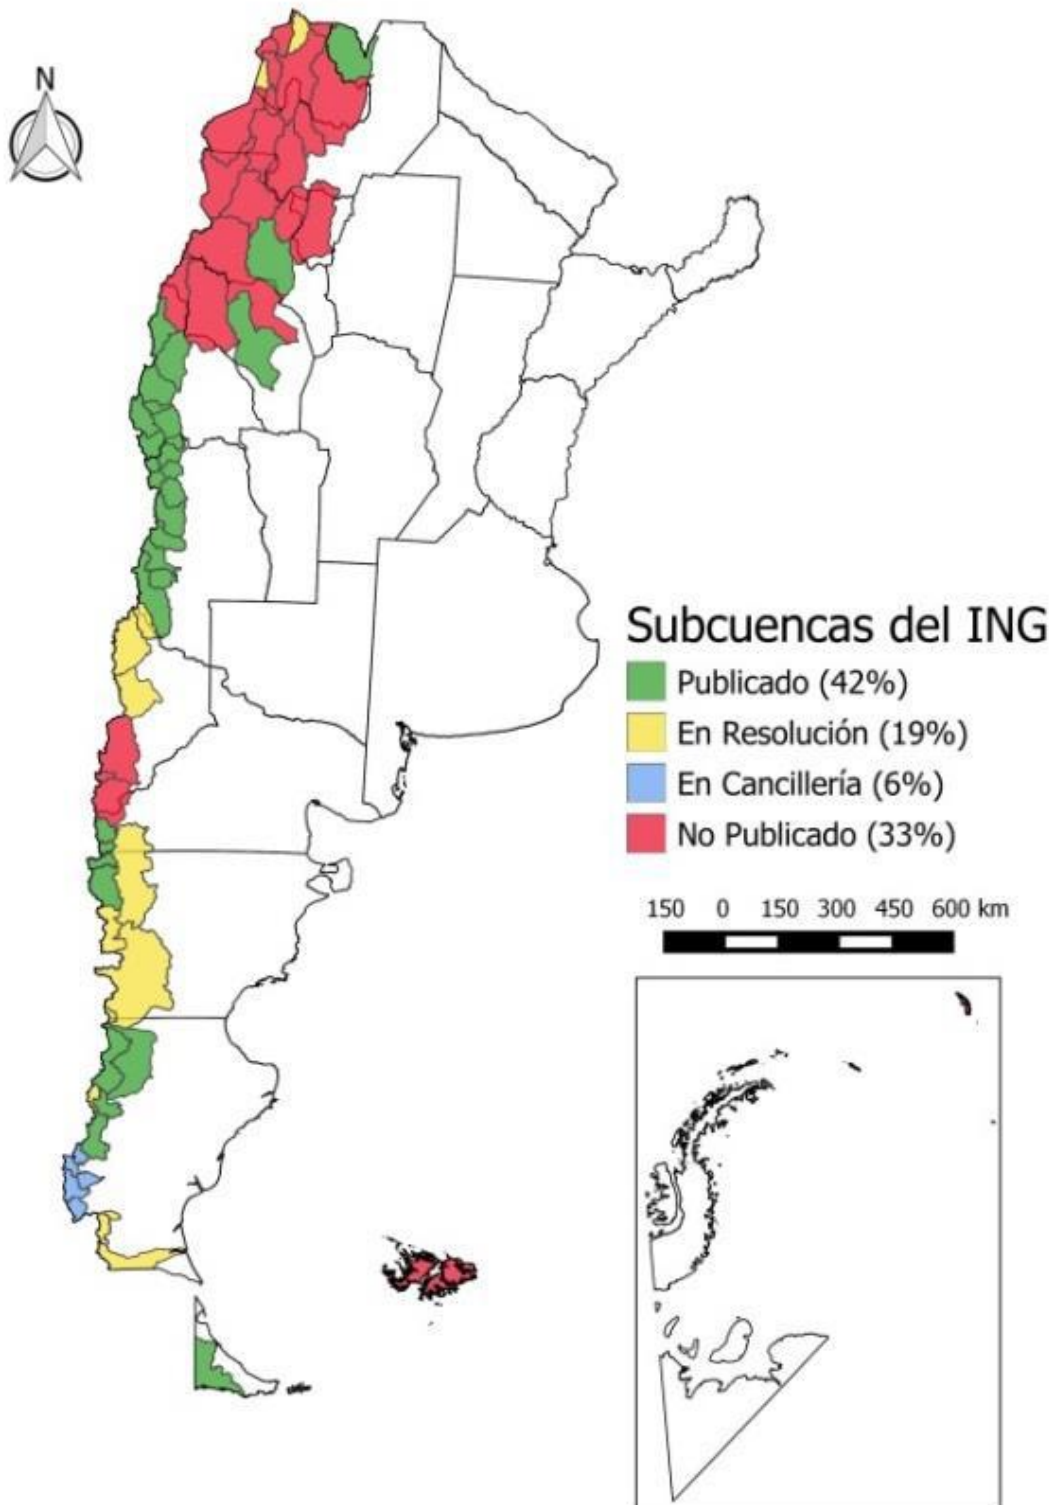 N
Subcuencas del ING
Publicado (42%)
En Resolución (19%)
En Cancillería (6%)
No Publicado (33%)
150 0 150 300 450 600 km